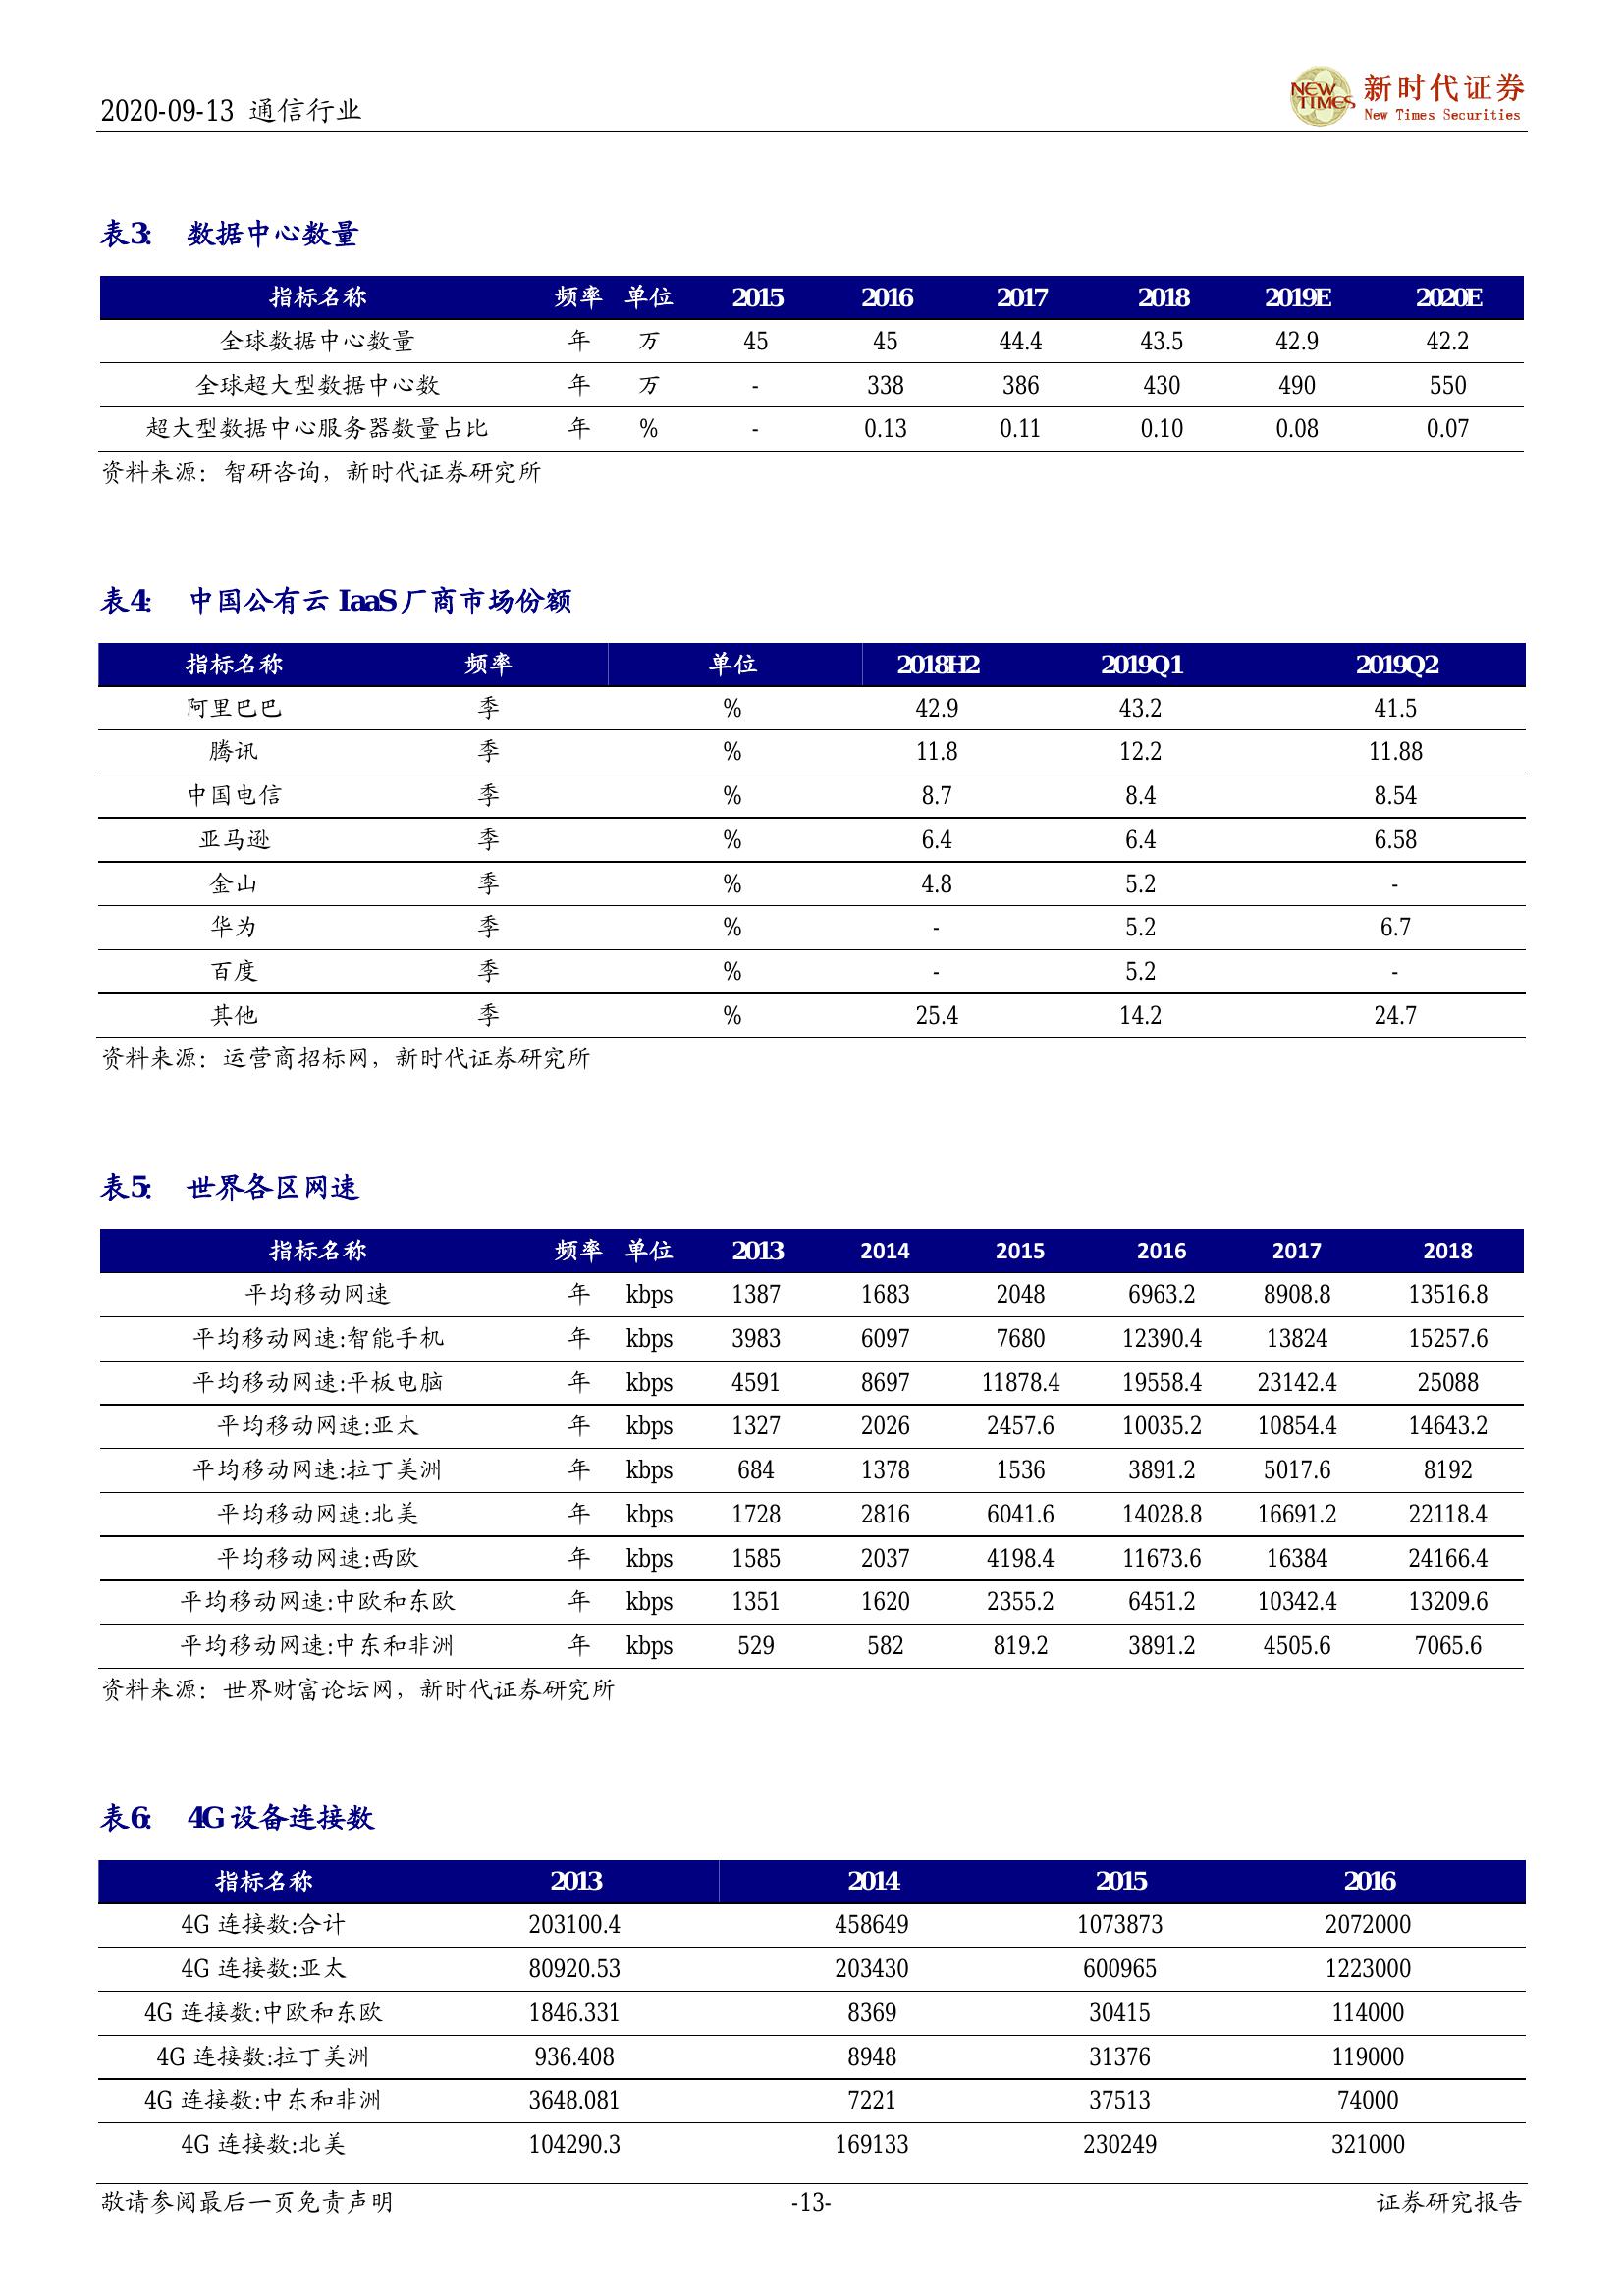 2020-09-13 通信行业
NEW TIMES 新时代证券
New Times Securities
表3： 数据中心数量
指标名称 频率 单位 2015 2016 2017 2018 2019E 2020E
全球数据中心数量 年 万 45 45 44.4 43.5 42.9 42.2
全球超大型数据中心数 年 万 - 338 386 430 490 550
超大型数据中心服务器数量占比 年 % - 0.13 0.11 0.10 0.08 0.07
资料来源：智研咨询，新时代证券研究所
表4： 中国公有云 IaaS 厂商市场份额
指标名称 频率 单位 2018H2 2019Q1 2019Q2
阿里巴巴 季 % 42.9 43.2 41.5
腾讯 季 % 11.8 12.2 11.88
中国电信 季 % 8.7 8.4 8.54
亚马逊 季 % 6.4 6.4 6.58
金山 季 % 4.8 5.2 -
华为 季 % - 5.2 6.7
百度 季 % - 5.2 -
其他 季 % 25.4 14.2 24.7
资料来源：运营商招标网，新时代证券研究所
表5： 世界各区网速
指标名称 频率 单位 2013 2014 2015 2016 2017 2018
平均移动网速 年 kbps 1387 1683 2048 6963.2 8908.8 13516.8
平均移动网速:智能手机 年 kbps 3983 6097 7680 12390.4 13824 15257.6
平均移动网速:平板电脑 年 kbps 4591 8697 11878.4 19558.4 23142.4 25088
平均移动网速:亚太 年 kbps 1327 2026 2457.6 10035.2 10854.4 14643.2
平均移动网速:拉丁美洲 年 kbps 684 1378 1536 3891.2 5017.6 8192
平均移动网速:北美 年 kbps 1728 2816 6041.6 14028.8 16691.2 22118.4
平均移动网速:西欧 年 kbps 1585 2037 4198.4 11673.6 16384 24166.4
平均移动网速:中欧和东欧 年 kbps 1351 1620 2355.2 6451.2 10342.4 13209.6
平均移动网速:中东和非洲 年 kbps 529 582 819.2 3891.2 4505.6 7065.6
资料来源：世界财富论坛网，新时代证券研究所
表6： 4G 设备连接数
指标名称 2013 2014 2015 2016
4G 连接数:合计 203100.4 458649 1073873 2072000
4G 连接数:亚太 80920.53 203430 600965 1223000
4G 连接数:中欧和东欧 1846.331 8369 30415 114000
4G 连接数:拉丁美洲 936.408 8948 31376 119000
4G 连接数:中东和非洲 3648.081 7221 37513 74000
4G 连接数:北美 104290.3 169133 230249 321000
敬请参阅最后一页免责声明 -13- 证券研究报告